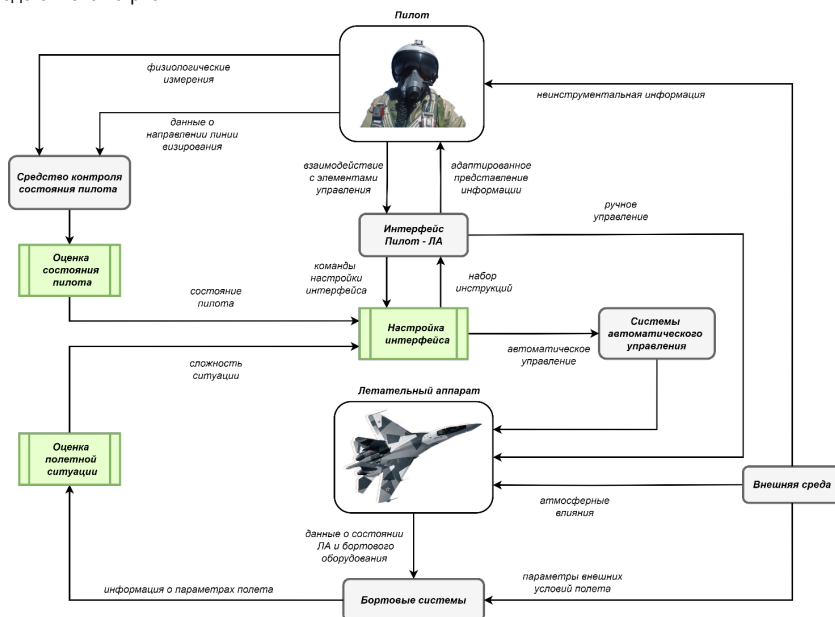 Пилот
физиологические
измерения
неинструментальная информация
данные о
направлении линии
визирования
Средство контроля
состояния пилота
взаимодействие
с элементами
управления
адаптированное
представление
информации
ручное
управление
Интерфейс
Пилот - ЛА
Оценка
состояния
пилота
команды
настройки
интерфейса
набор
инструкций
состояние
пилота
Настройка
интерфейса
Системы
автоматического
управления
автоматическое
управление
сложность
ситуации
Летательный аппарат
Оценка
полетной
ситуации
Внешняя среда
атмосферные
влияния
данные о состоянии
ЛА и бортового
оборудования
информация о параметрах полета
параметры внешних
условий полета
Бортовые системы